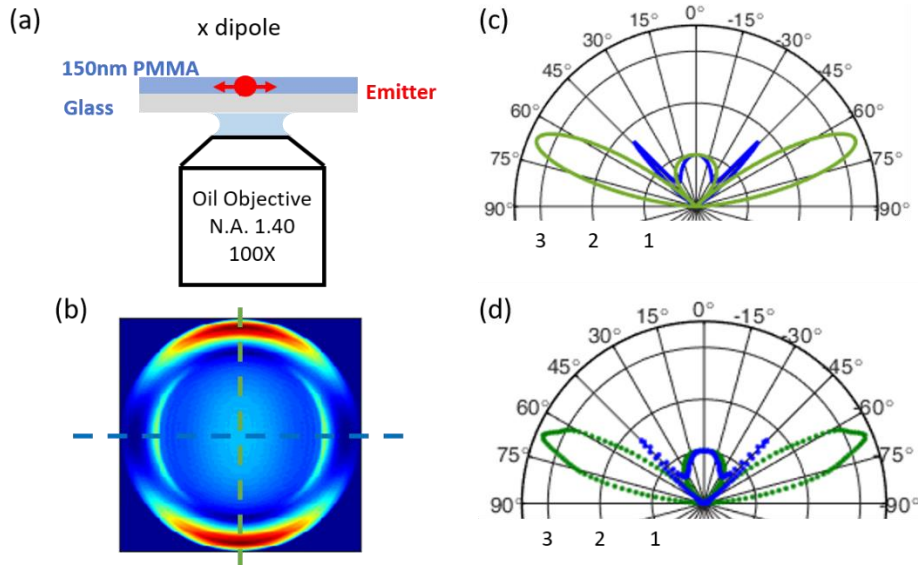 (a)
x dipole
150nm PMMA
Glass
Emitter
Oil Objective
N.A. 1.40
100X
(b)
(c)
0°
15°
-15°
30°
-30°
45°
-45°
60°
-60°
75°
-75°
90°
-90°
3 2 1
(d)
0°
15°
-15°
30°
-30°
45°
-45°
60°
-60°
75°
-75°
90°
-90°
3 2 1